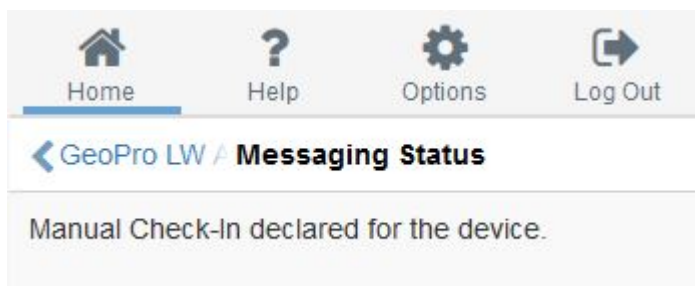 Home Help Options Log Out
GeoPro LW A Messaging Status
Manual Check-In declared for the device.